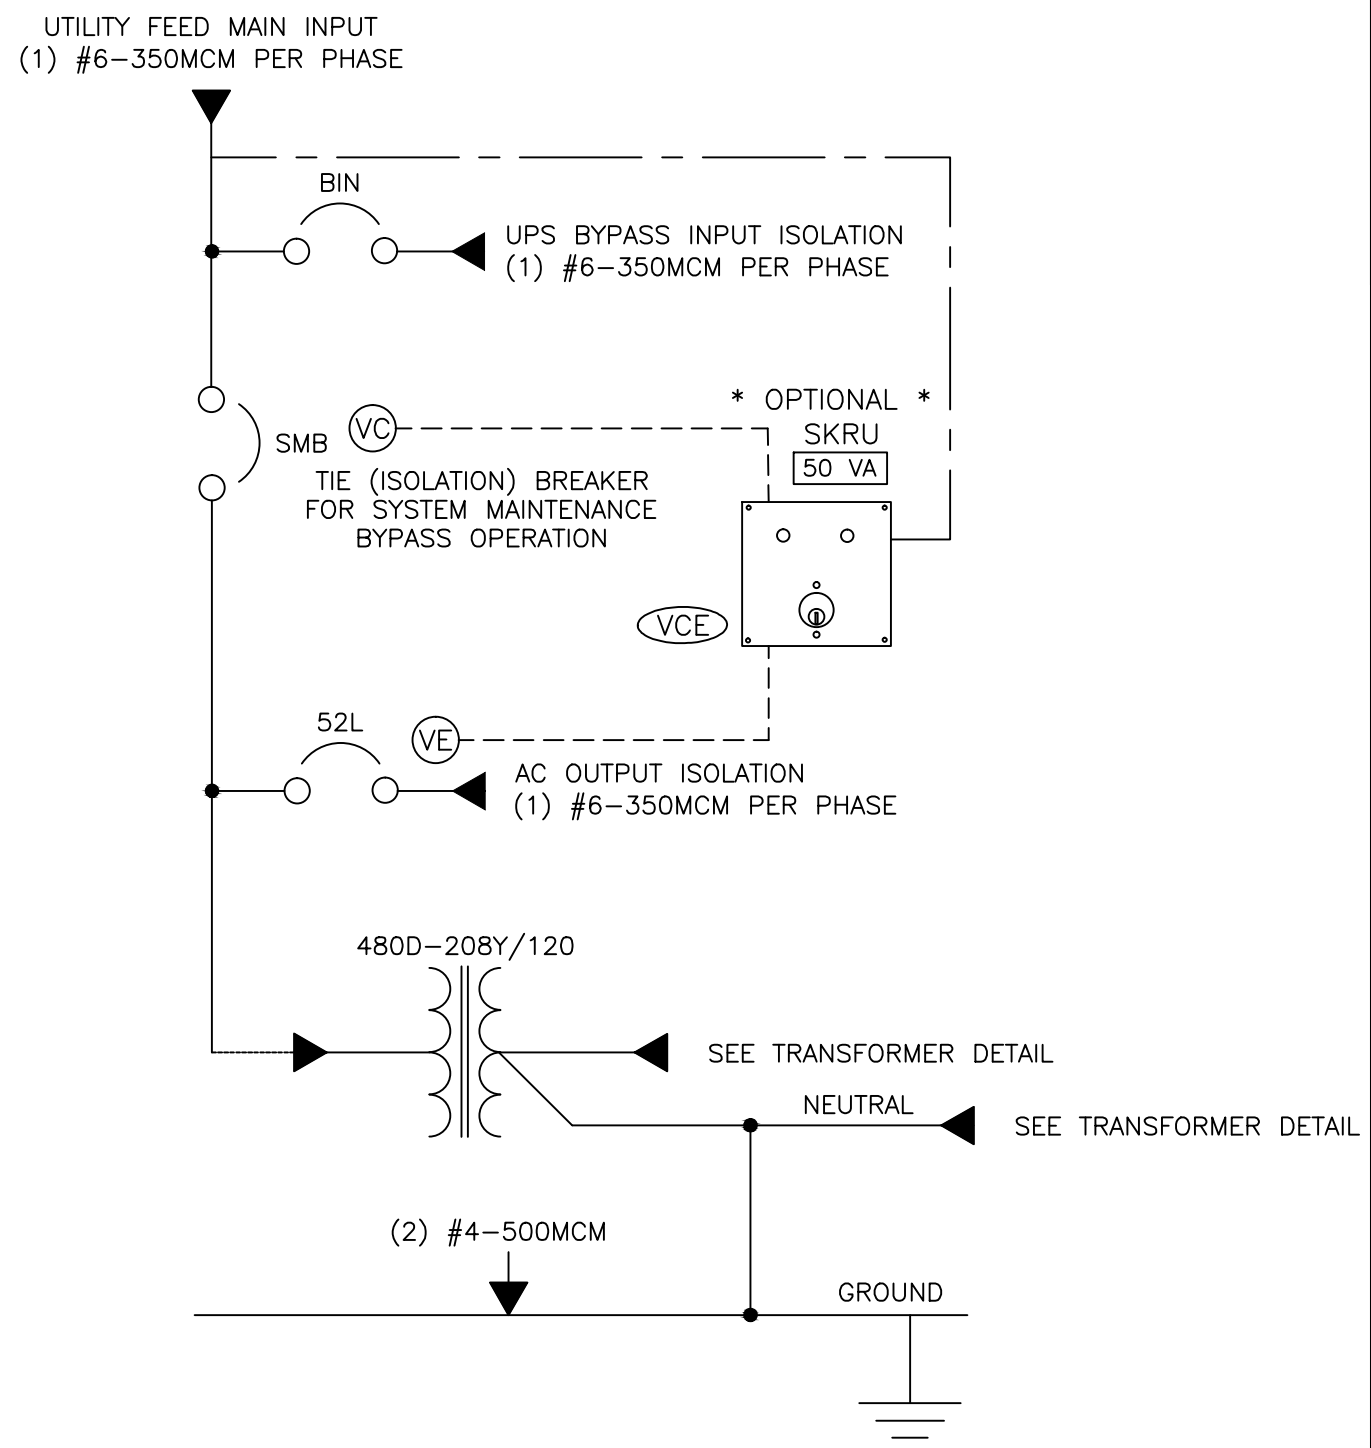 UTILITY FEED MAIN INPUT
(1) #6-350MCM PER PHASE
BIN
UPS BYPASS INPUT ISOLATION
(1) #6-350MCM PER PHASE
* OPTIONAL *
SKRU
50 VA
SMB
VC
TIE (ISOLATION) BREAKER
FOR SYSTEM MAINTENANCE
BYPASS OPERATION
VCE
52L
VE
AC OUTPUT ISOLATION
(1) #6-350MCM PER PHASE
480D-208Y/120
SEE TRANSFORMER DETAIL
NEUTRAL
SEE TRANSFORMER DETAIL
(2) #4-500MCM
GROUND